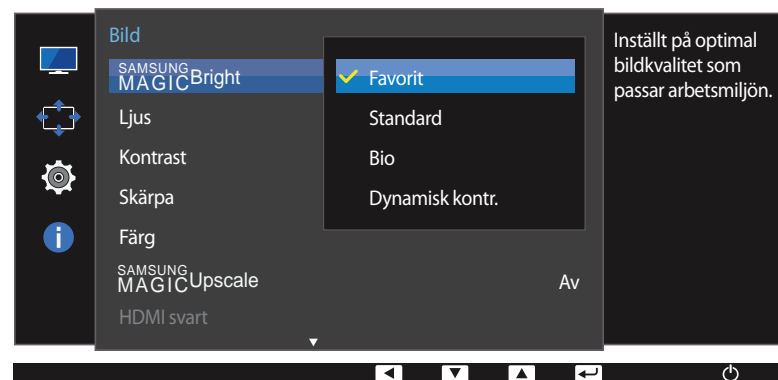 Bild
SAMSUNG
MAGICBright
Favorit
Ljus
Standard
Kontrast
Bio
Skärpa
Dynamisk kontr.
Färg
SAMSUNG
MAGICUpscale Av
HDMI svart
Inställt på optimal
bildkvalitet som
passar arbetsmiljön.